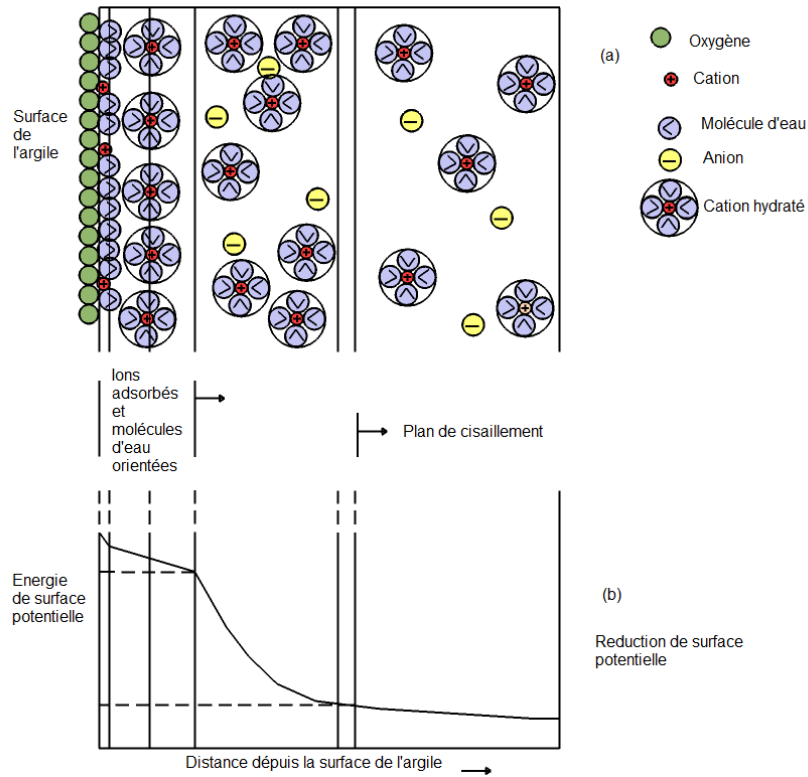 (a)
Oxygène
Cation
Molécule d'eau
Anion
Cation hydraté
Surface
de
l'argile
Ions
adsorbés
et
molécules
d'eau
orientées
Plan de cisaillement
Energie
de surface
potentielle
(b)
Reduction de surface
potentielle
Distance dépuis la surface de l'argile